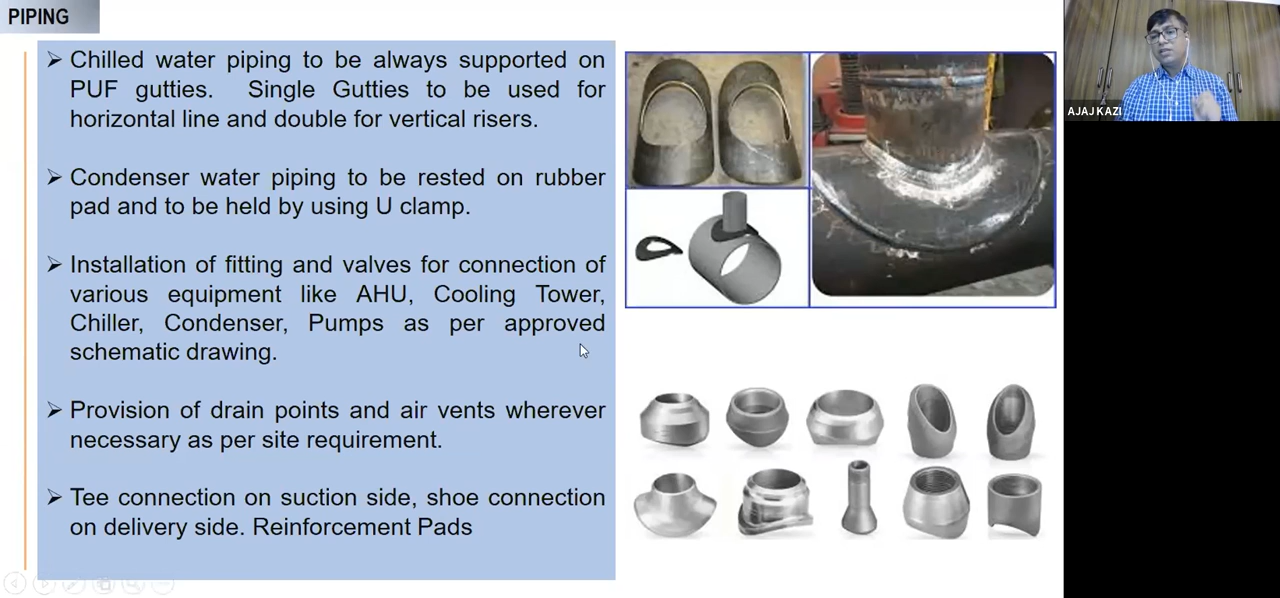 PIPING
➢ Chilled water piping to be always supported on
PUF gutties. Single Gutties to be used for
horizontal line and double for vertical risers.
➢ Condenser water piping to be rested on rubber
pad and to be held by using U clamp.
➢ Installation of fitting and valves for connection of
various equipment like AHU, Cooling Tower,
Chiller, Condenser, Pumps as per approved
schematic drawing.
➢ Provision of drain points and air vents wherever
necessary as per site requirement.
➢ Tee connection on suction side, shoe connection
on delivery side. Reinforcement Pads
AJAJ KAZI